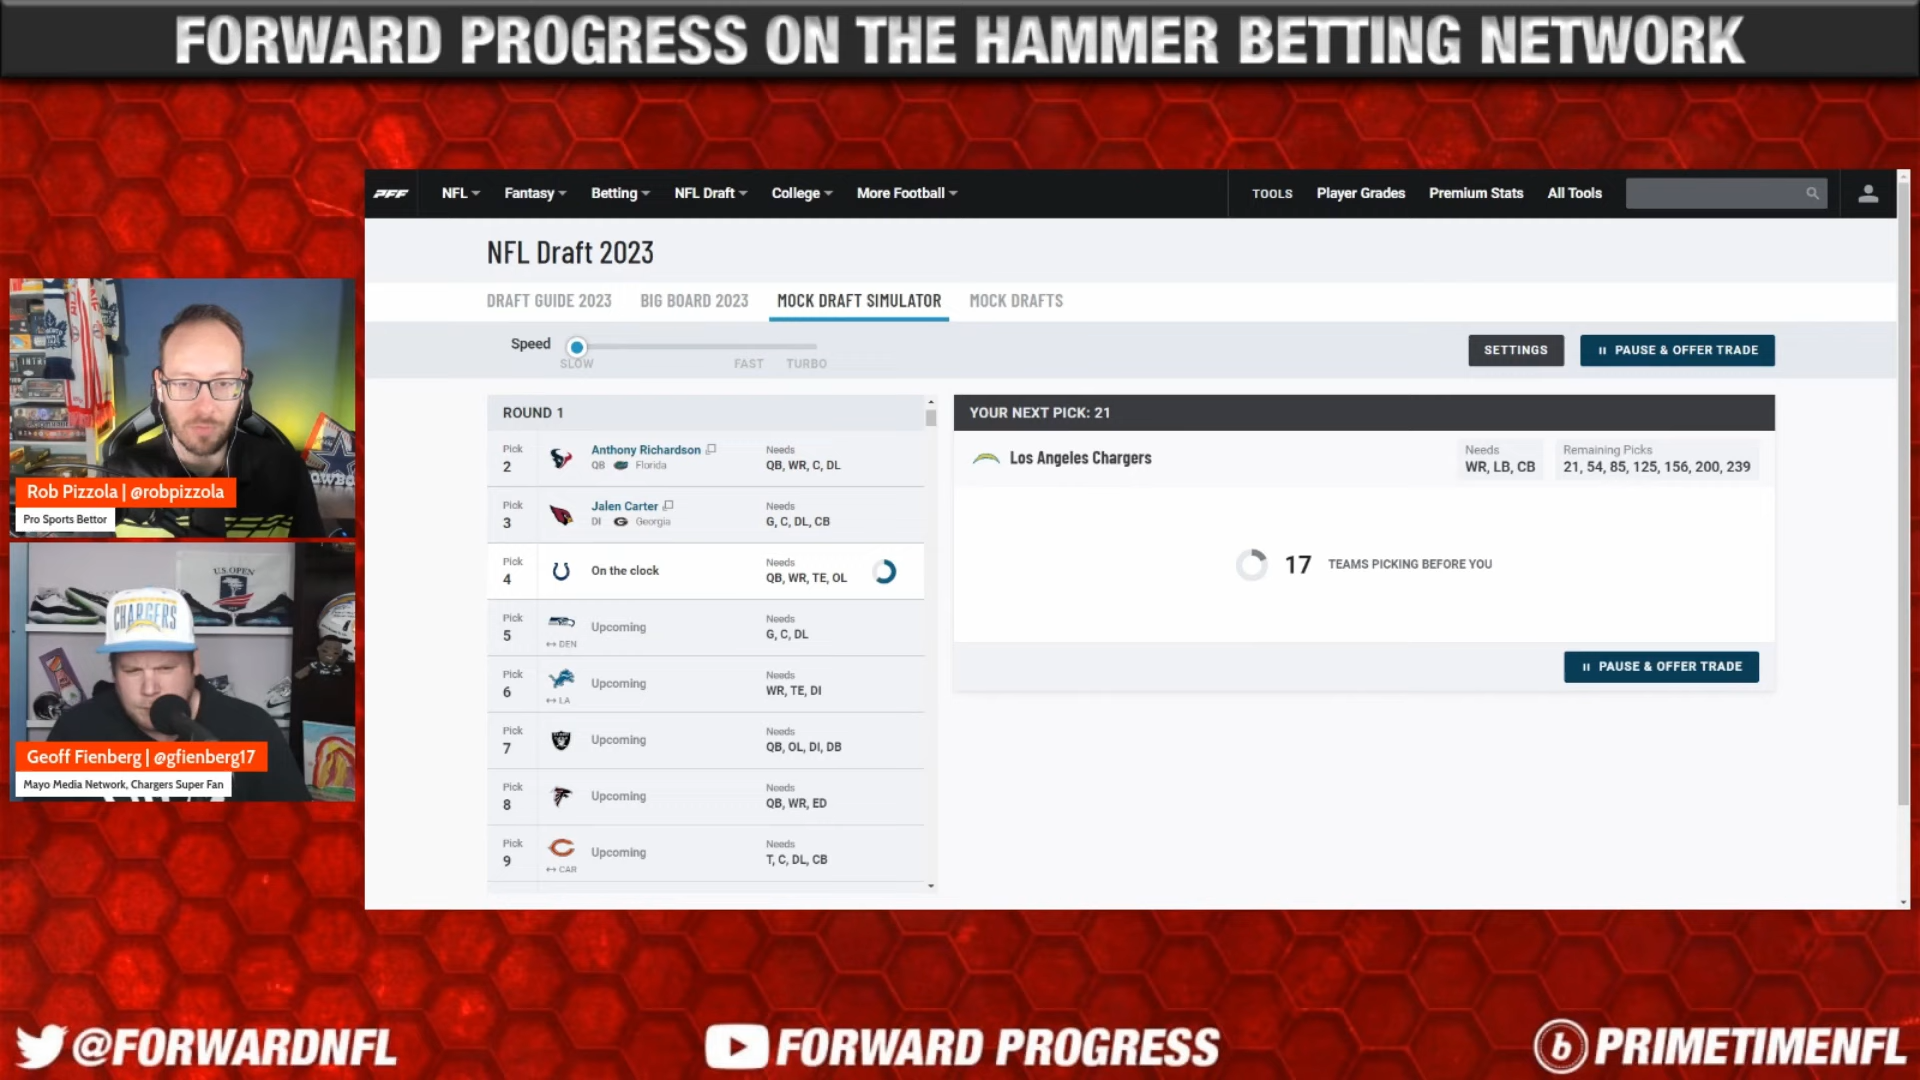 FORWARD PROGRESS ON THE HAMMER BETTING NETWORK
PFF
NFL
Fantasy
Betting
NFL Draft
College
More Football
TOOLS
Player Grades
Premium Stats
All Tools
NFL Draft 2023
DRAFT GUIDE 2023
BIG BOARD 2023
MOCK DRAFT SIMULATOR
MOCK DRAFTS
Speed
SLOW
FAST
TURBO
SETTINGS
PAUSE & OFFER TRADE
ROUND 1
Pick
2
Anthony Richardson
QB Florida
Needs
QB, WR, C, DL
Pick
3
Jalen Carter
DI G Georgia
Needs
G, C, DL, CB
Pick
4
On the clock
Needs
QB, WR, TE, OL
Pick
5
↔ DEN
Upcoming
Needs
G, C, DL
Pick
6
↔ LA
Upcoming
Needs
WR, TE, DI
Pick
7
Upcoming
Needs
QB, OL, DI, DB
Pick
8
Upcoming
Needs
QB, WR, ED
Pick
9
↔ CAR
Upcoming
Needs
T, C, DL, CB
YOUR NEXT PICK: 21
Los Angeles Chargers
Needs
WR, LB, CB
Remaining Picks
21, 54, 85, 125, 156, 200, 239
17 TEAMS PICKING BEFORE YOU
PAUSE & OFFER TRADE
Rob Pizzola | @robpizzola
Pro Sports Bettor
U.S. OPEN
CHARGERS
Geoff Fienberg | @gfienberg17
Mayo Media Network, Chargers Super Fan
@FORWARDNFL
FORWARD PROGRESS
b PRIMETIMENFL